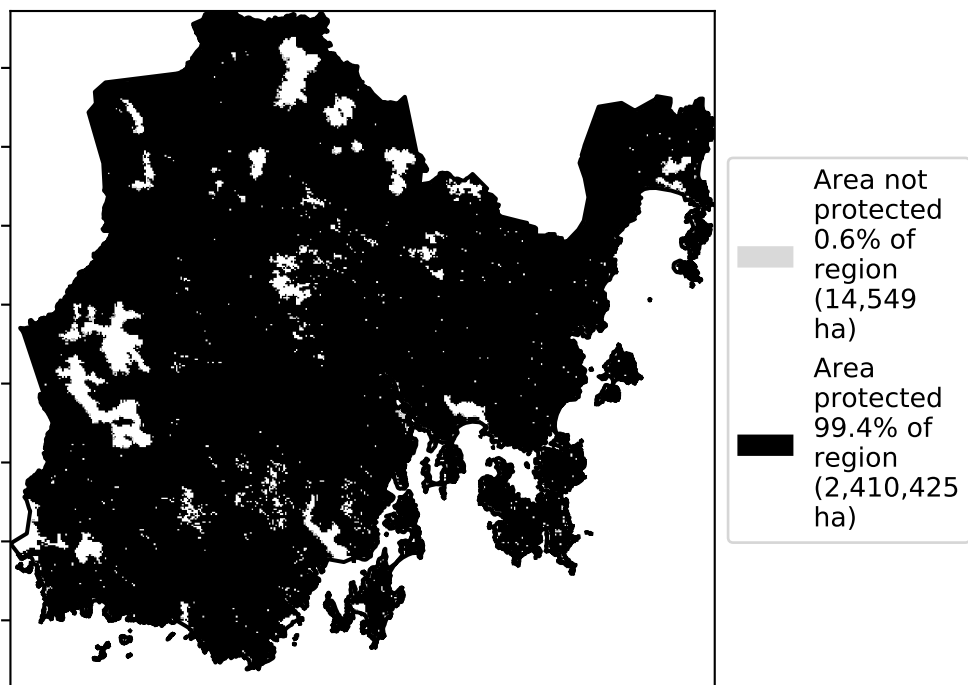 Area not
protected
0.6% of
region
(14,549
ha)
Area
protected
99.4% of
region
(2,410,425
ha)